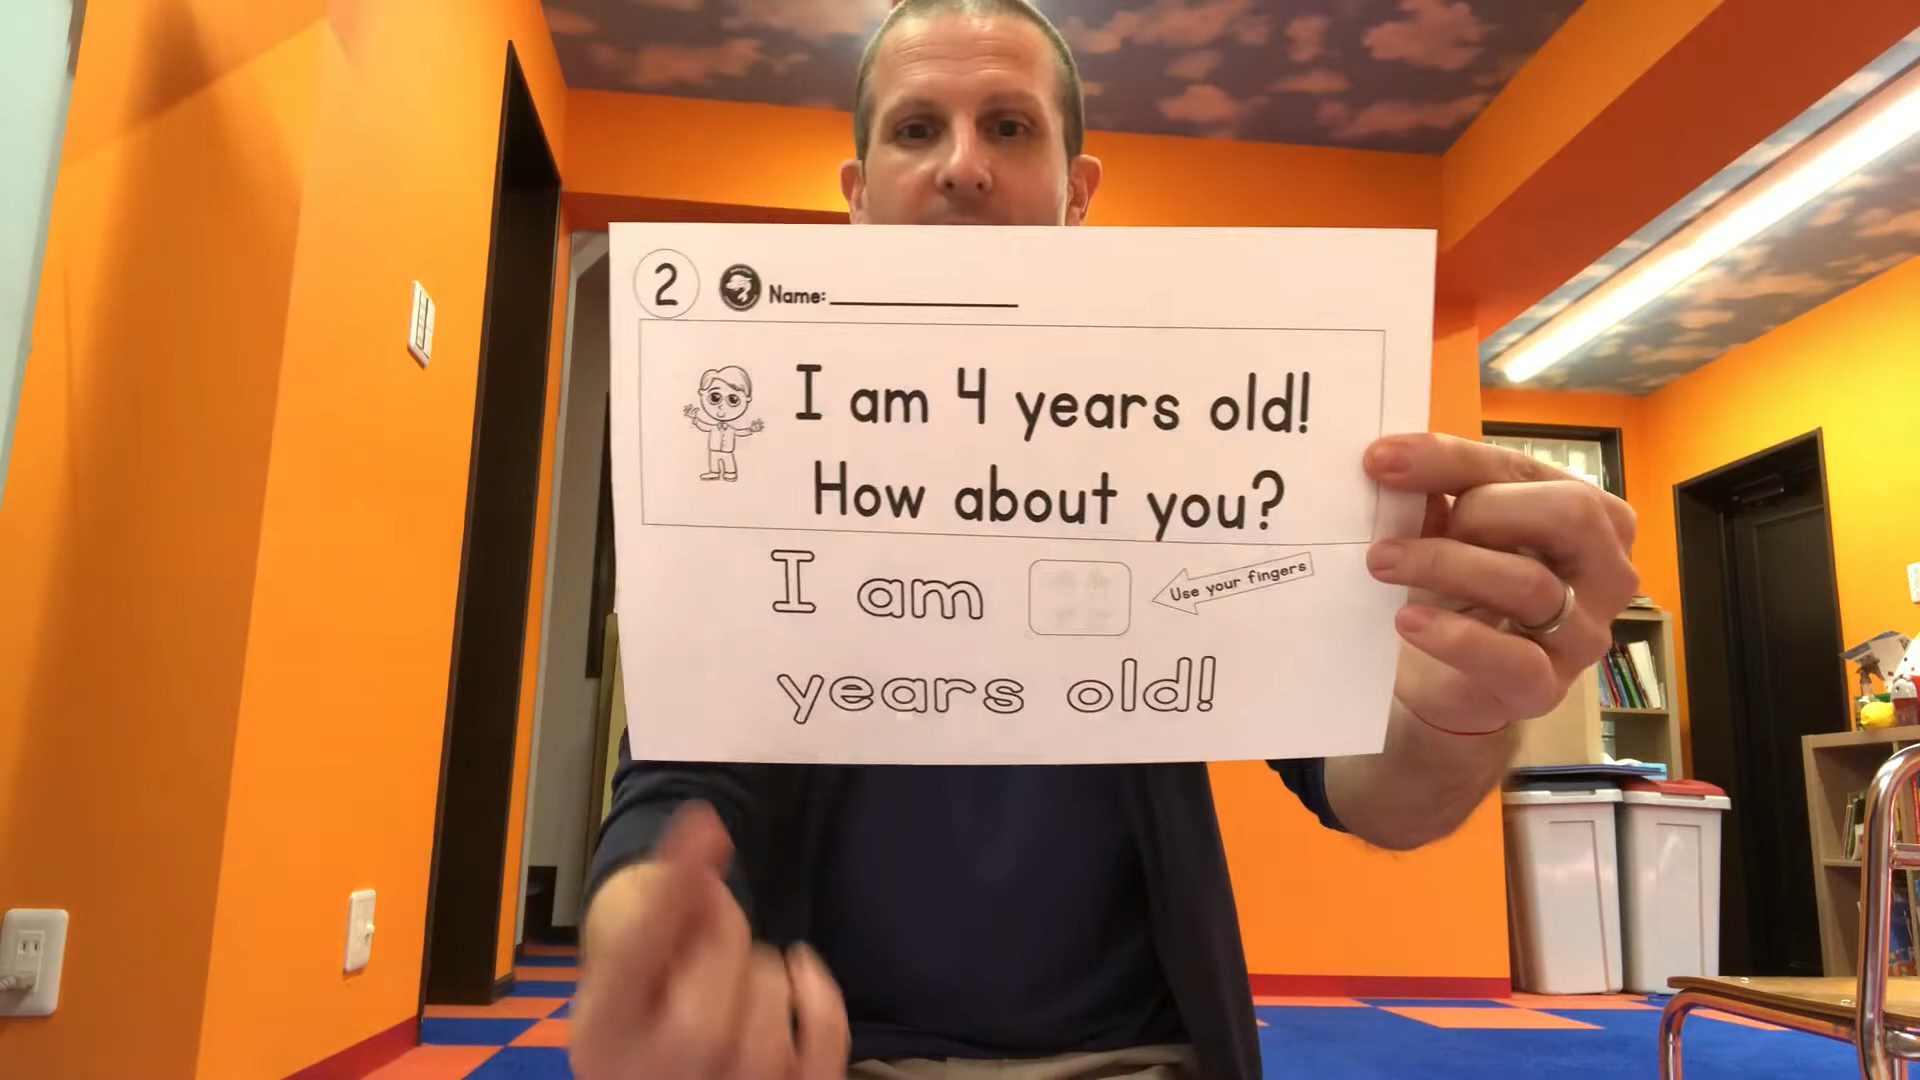 2 Name:
I am 4 years old!
How about you?
I am
Use your fingers
years old!